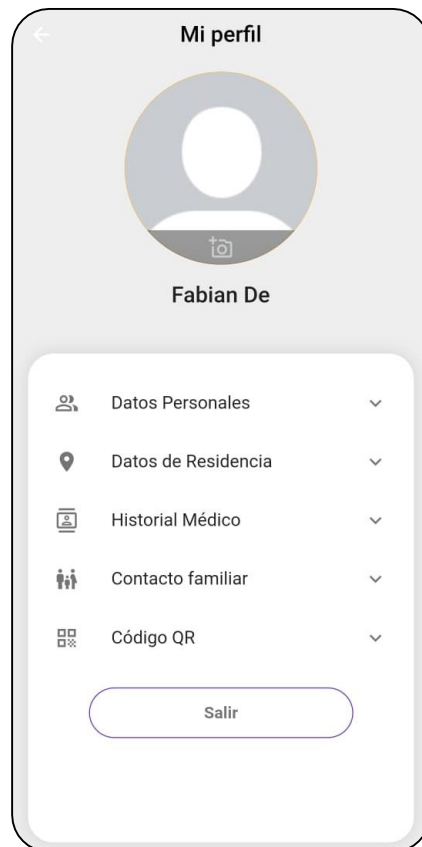 Mi perfil
Fabian De
Datos Personales
Datos de Residencia
Historial Médico
Contacto familiar
Código QR
Salir